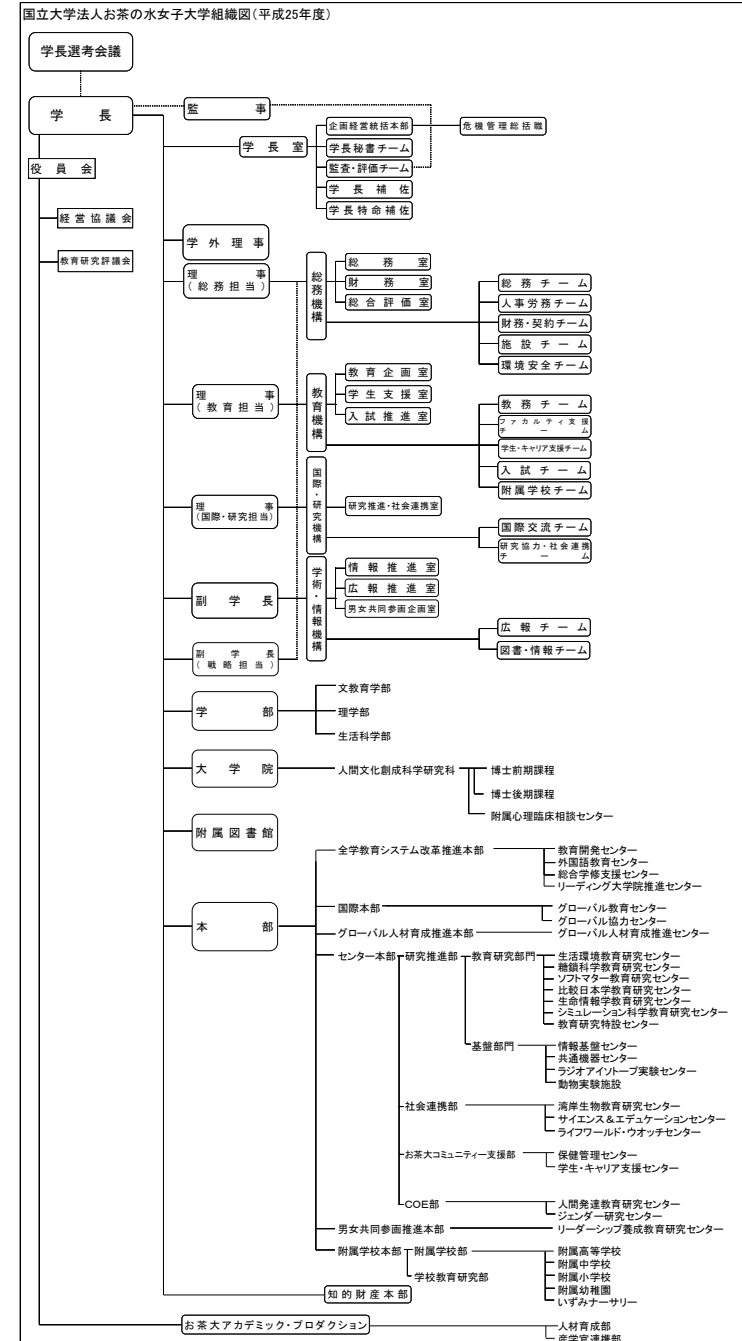 国立大学法人お茶の水女子大学組織図(平成25年度)
学長選考会議
学長
監事
企画経営統括本部
危機管理総括職
学長室
学長秘書チーム
監査・評価チーム
学長補佐
学長特命補佐
役員会
経営協議会
教育研究評議会
学外理事
理事
(総務担当)
総務機構
総務室
財務室
総合評価室
総務チーム
人事労務チーム
財務・契約チーム
施設チーム
環境安全チーム
理事
(教育担当)
教育機構
教育企画室
学生支援室
入試推進室
教務チーム
ファカルティ支援
チーム
学生・キャリア支援チーム
入試チーム
附属学校チーム
理事
(国際・研究担当)
国際・研究機構
研究推進・社会連携室
国際交流チーム
研究協力・社会連携
チーム
副学長
学術・情報機構
情報推進室
広報推進室
男女共同参画企画室
広報チーム
図書・情報チーム
副学長
(戦略担当)
学部
文教育学部
理学部
生活科学部
大学院
人間文化創成科学研究科
博士前期課程
博士後期課程
附属心理臨床相談センター
附属図書館
本部
全学教育システム改革推進本部
教育開発センター
外国語教育センター
総合学修支援センター
リーディング大学院推進センター
国際本部
グローバル教育センター
グローバル協力センター
グローバル人材育成推進本部
グローバル人材育成推進センター
センター本部
研究推進部
教育研究部門
生活環境教育研究センター
糖鎖科学教育研究センター
ソフトマター教育研究センター
比較日本学教育研究センター
生命情報学教育研究センター
シミュレーション科学教育研究センター
教育研究特設センター
基盤部門
情報基盤センター
共通機器センター
ラジオアイソトープ実験センター
動物実験施設
社会連携部
湾岸生物教育研究センター
サイエンス&エデュケーションセンター
ライフワールド・ウオッチセンター
お茶大コミュニティー支援部
保健管理センター
学生・キャリア支援センター
COE部
人間発達教育研究センター
ジェンダー研究センター
男女共同参画推進本部
リーダーシップ養成教育研究センター
附属学校本部
附属学校部
附属高等学校
附属中学校
附属小学校
附属幼稚園
いずみナーサリー
学校教育研究部
知的財産本部
お茶大アカデミック・プロダクション
人材育成部
産学官連携部